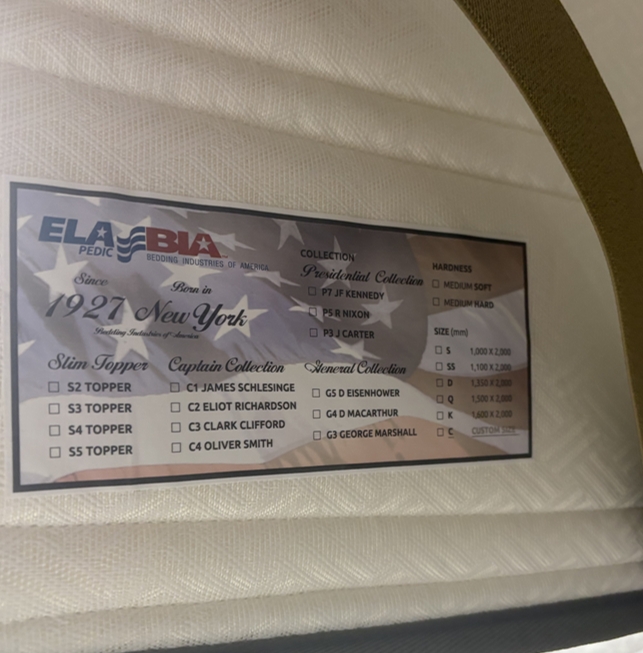 ELA BIA
PEDIC
BEDDING INDUSTRIES OF AMERICA
Since
Born in
1927 New York
Bedding Industries of America
Slim Topper
☐ S2 TOPPER
☐ S3 TOPPER
☐ S4 TOPPER
☐ S5 TOPPER
Captain Collection
☐ C1 JAMES SCHLESINGE
☐ C2 ELIOT RICHARDSON
☐ C3 CLARK CLIFFORD
☐ C4 OLIVER SMITH
COLLECTION
Presidential Collection
☐ P7 JF KENNEDY
☐ P5 R NIXON
☐ P3 J CARTER
General Collection
☐ G5 D EISENHOWER
☐ G4 D MACARTHUR
☐ G3 GEORGE MARSHALL
HARDNESS
☐ MEDIUM SOFT
☐ MEDIUM HARD
SIZE (mm)
☐ S 1,000 X 2,000
☐ SS 1,100 X 2,000
☐ D 1,350 X 2,000
☐ Q 1,500 X 2,000
☐ K 1,600 X 2,000
☐ C CUSTOM SIZE